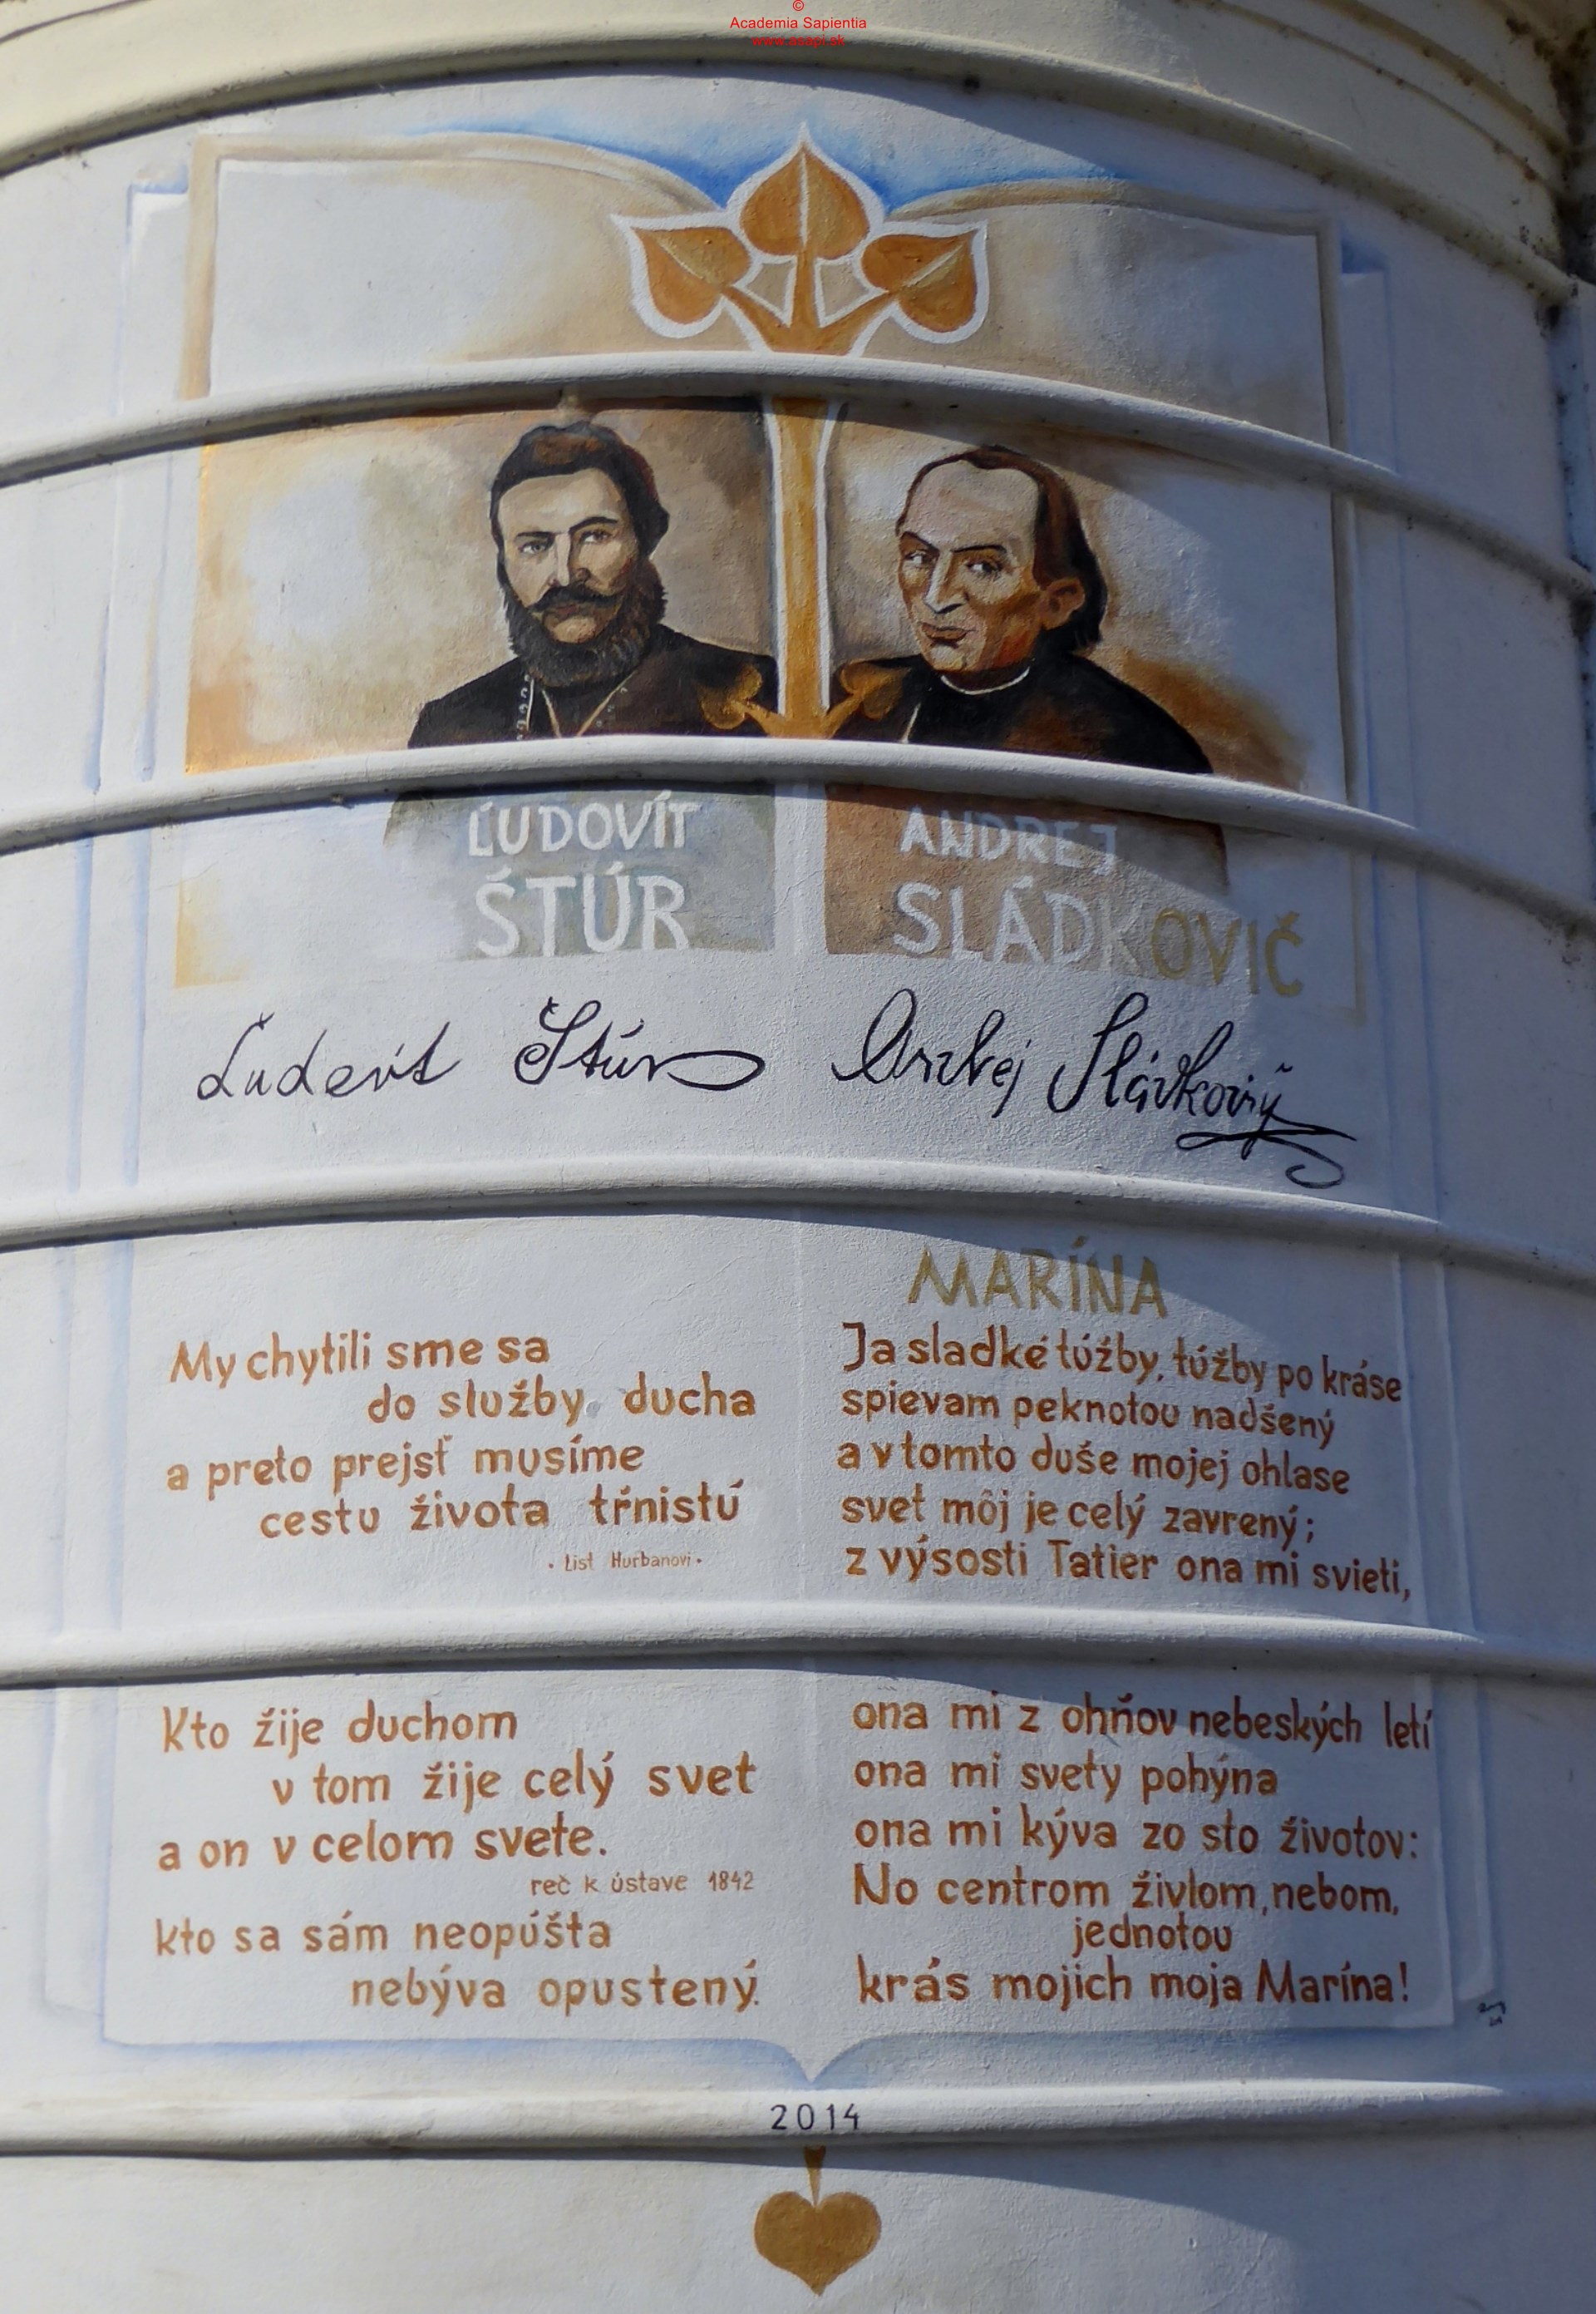 ©
Academia Sapientia
www.asapi.sk
ĽUDOVÍT
ŠTÚR
ANDREJ
SLÁDKOVIČ
Ľudevít Štúr
Andrej Sládkovič
My chytili sme sa
do služby ducha
a preto prejsť musíme
cestu života tŕnistú
. List Hurbanovi .
Kto žije duchom
v tom žije celý svet
a on v celom svete.
reč k ústave 1842
kto sa sám neopúšta
nebýva opustený.
MARÍNA
Ja sladké túžby, túžby po kráse
spievam peknotou nadšený
a v tomto duše mojej ohlase
svet môj je celý zavrený;
z výsosti Tatier ona mi svieti,
ona mi z ohňov nebeských letí
ona mi svety pohýna
ona mi kýva zo sto životov:
No centrom živlom, nebom,
jednotou
krás mojich moja Marína!
2014